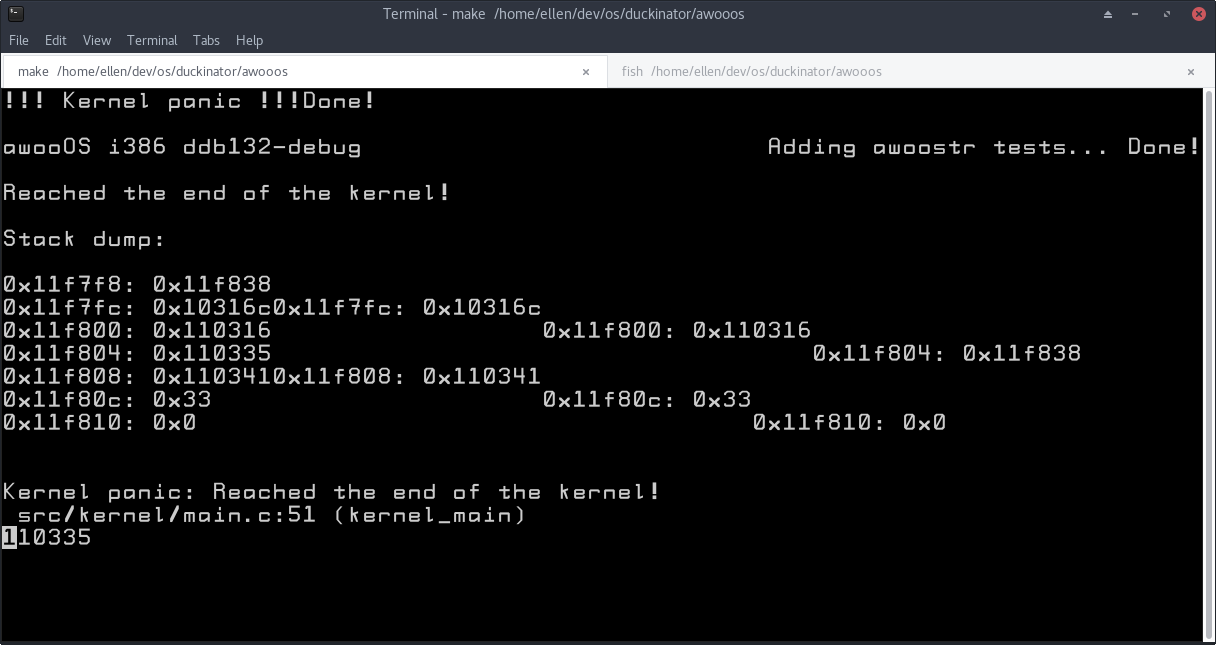 Terminal - make /home/ellen/dev/os/duckinator/awooos
File Edit View Terminal Tabs Help
make /home/ellen/dev/os/duckinator/awooos × fish /home/ellen/dev/os/duckinator/awooos ×
!!! Kernel panic !!!Done!
awooOS i386 ddb132-debug Adding awoostr tests... Done!
Reached the end of the kernel!
Stack dump:
0x11f7f8: 0x11f838
0x11f7fc: 0x10316c0x11f7fc: 0x10316c
0x11f800: 0x110316 0x11f800: 0x110316
0x11f804: 0x110335 0x11f804: 0x11f838
0x11f808: 0x1103410x11f808: 0x110341
0x11f80c: 0x33 0x11f80c: 0x33
0x11f810: 0x0 0x11f810: 0x0
Kernel panic: Reached the end of the kernel!
src/kernel/main.c:51 (kernel_main)
110335